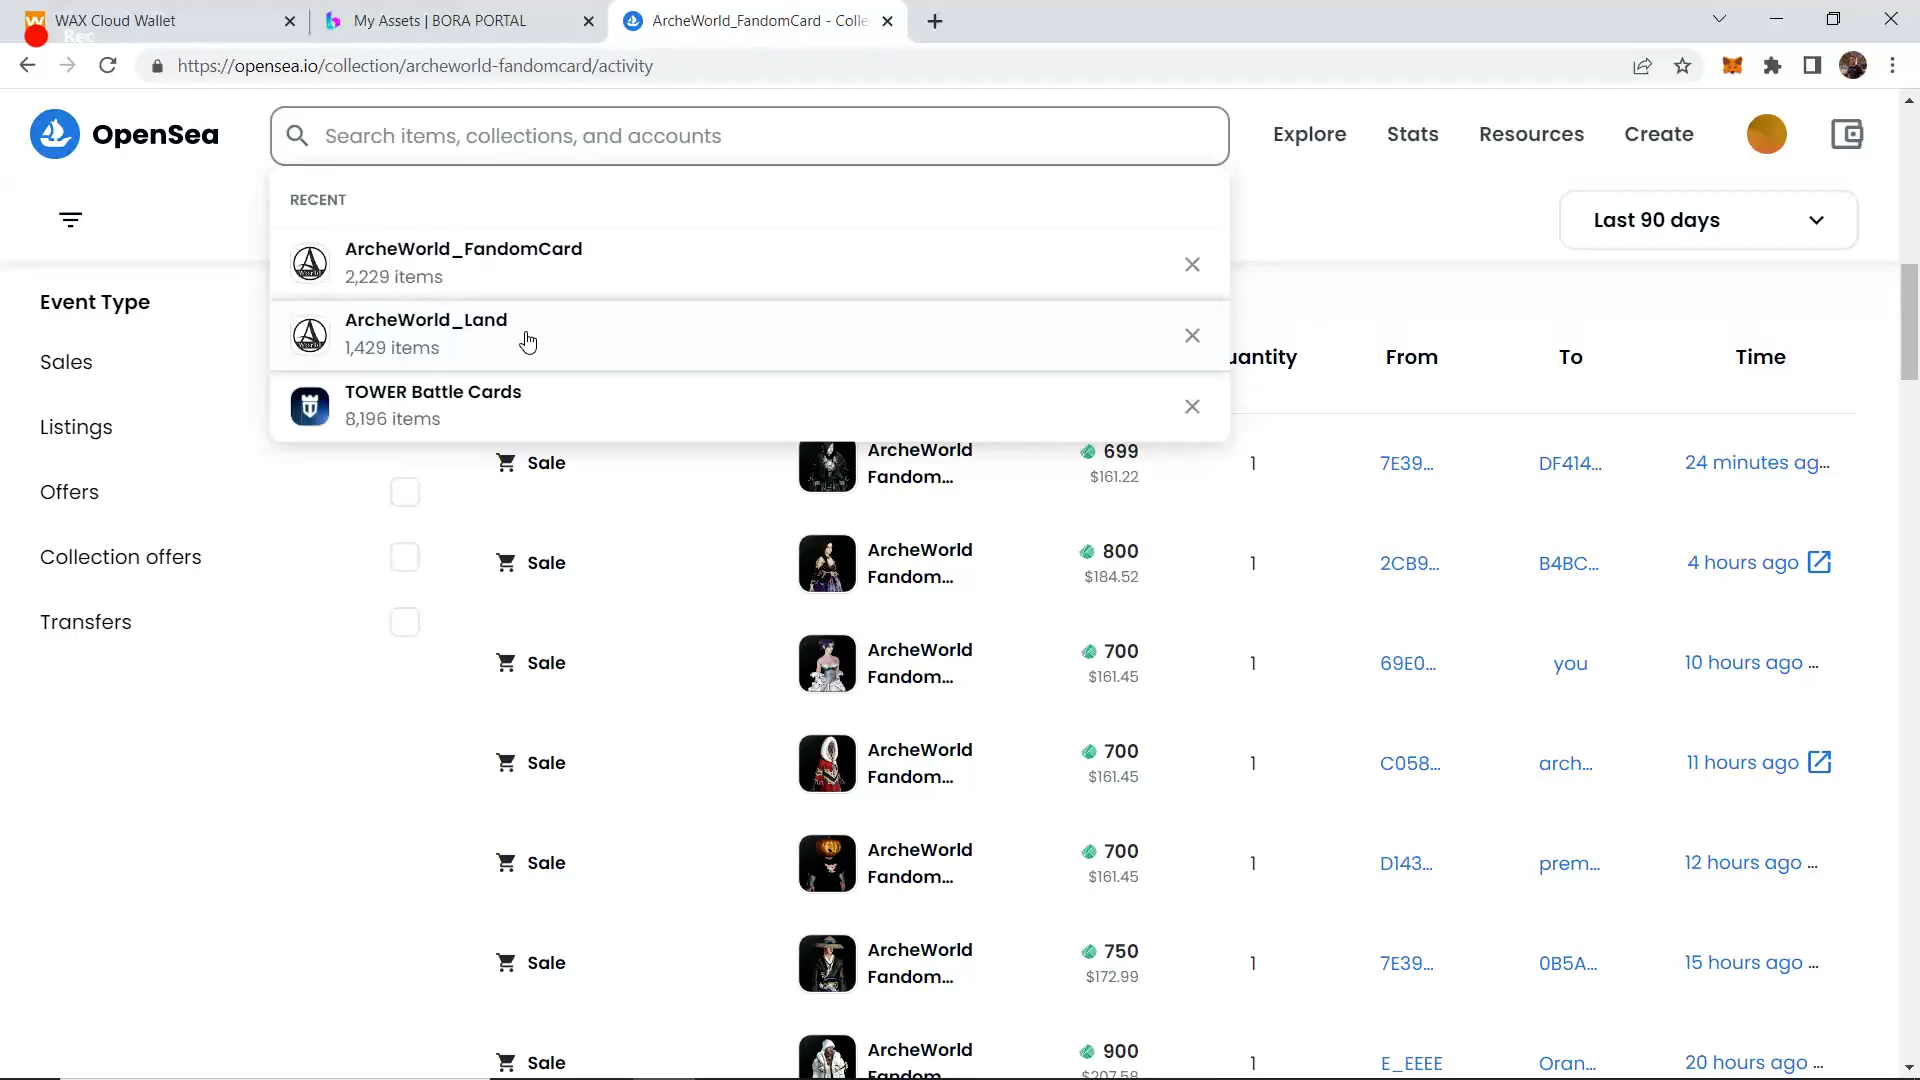 WAX Cloud Wallet
My Assets | BORA PORTAL
ArcheWorld_FandomCard - Colle
Rec
https://opensea.io/collection/archeworld-fandomcard/activity
OpenSea
Search items, collections, and accounts
Explore
Stats
Resources
Create
RECENT
Last 90 days
ArcheWorld_FandomCard
2,229 items
ArcheWorld_Land
1,429 items
TOWER Battle Cards
8,196 items
Event Type
Sales
Listings
Offers
Collection offers
Transfers
uantity From To Time
Sale ArcheWorld Fandom... 699 $161.22 1 7E39... DF414... 24 minutes ag...
Sale ArcheWorld Fandom... 800 $184.52 1 2CB9... B4BC... 4 hours ago
Sale ArcheWorld Fandom... 700 $161.45 1 69E0... you 10 hours ago ...
Sale ArcheWorld Fandom... 700 $161.45 1 C058... arch... 11 hours ago
Sale ArcheWorld Fandom... 700 $161.45 1 D143... prem... 12 hours ago ...
Sale ArcheWorld Fandom... 750 $172.99 1 7E39... 0B5A... 15 hours ago ...
Sale ArcheWorld Fandom 900 $207.58 1 E_EEEE Oran... 20 hours ago ...